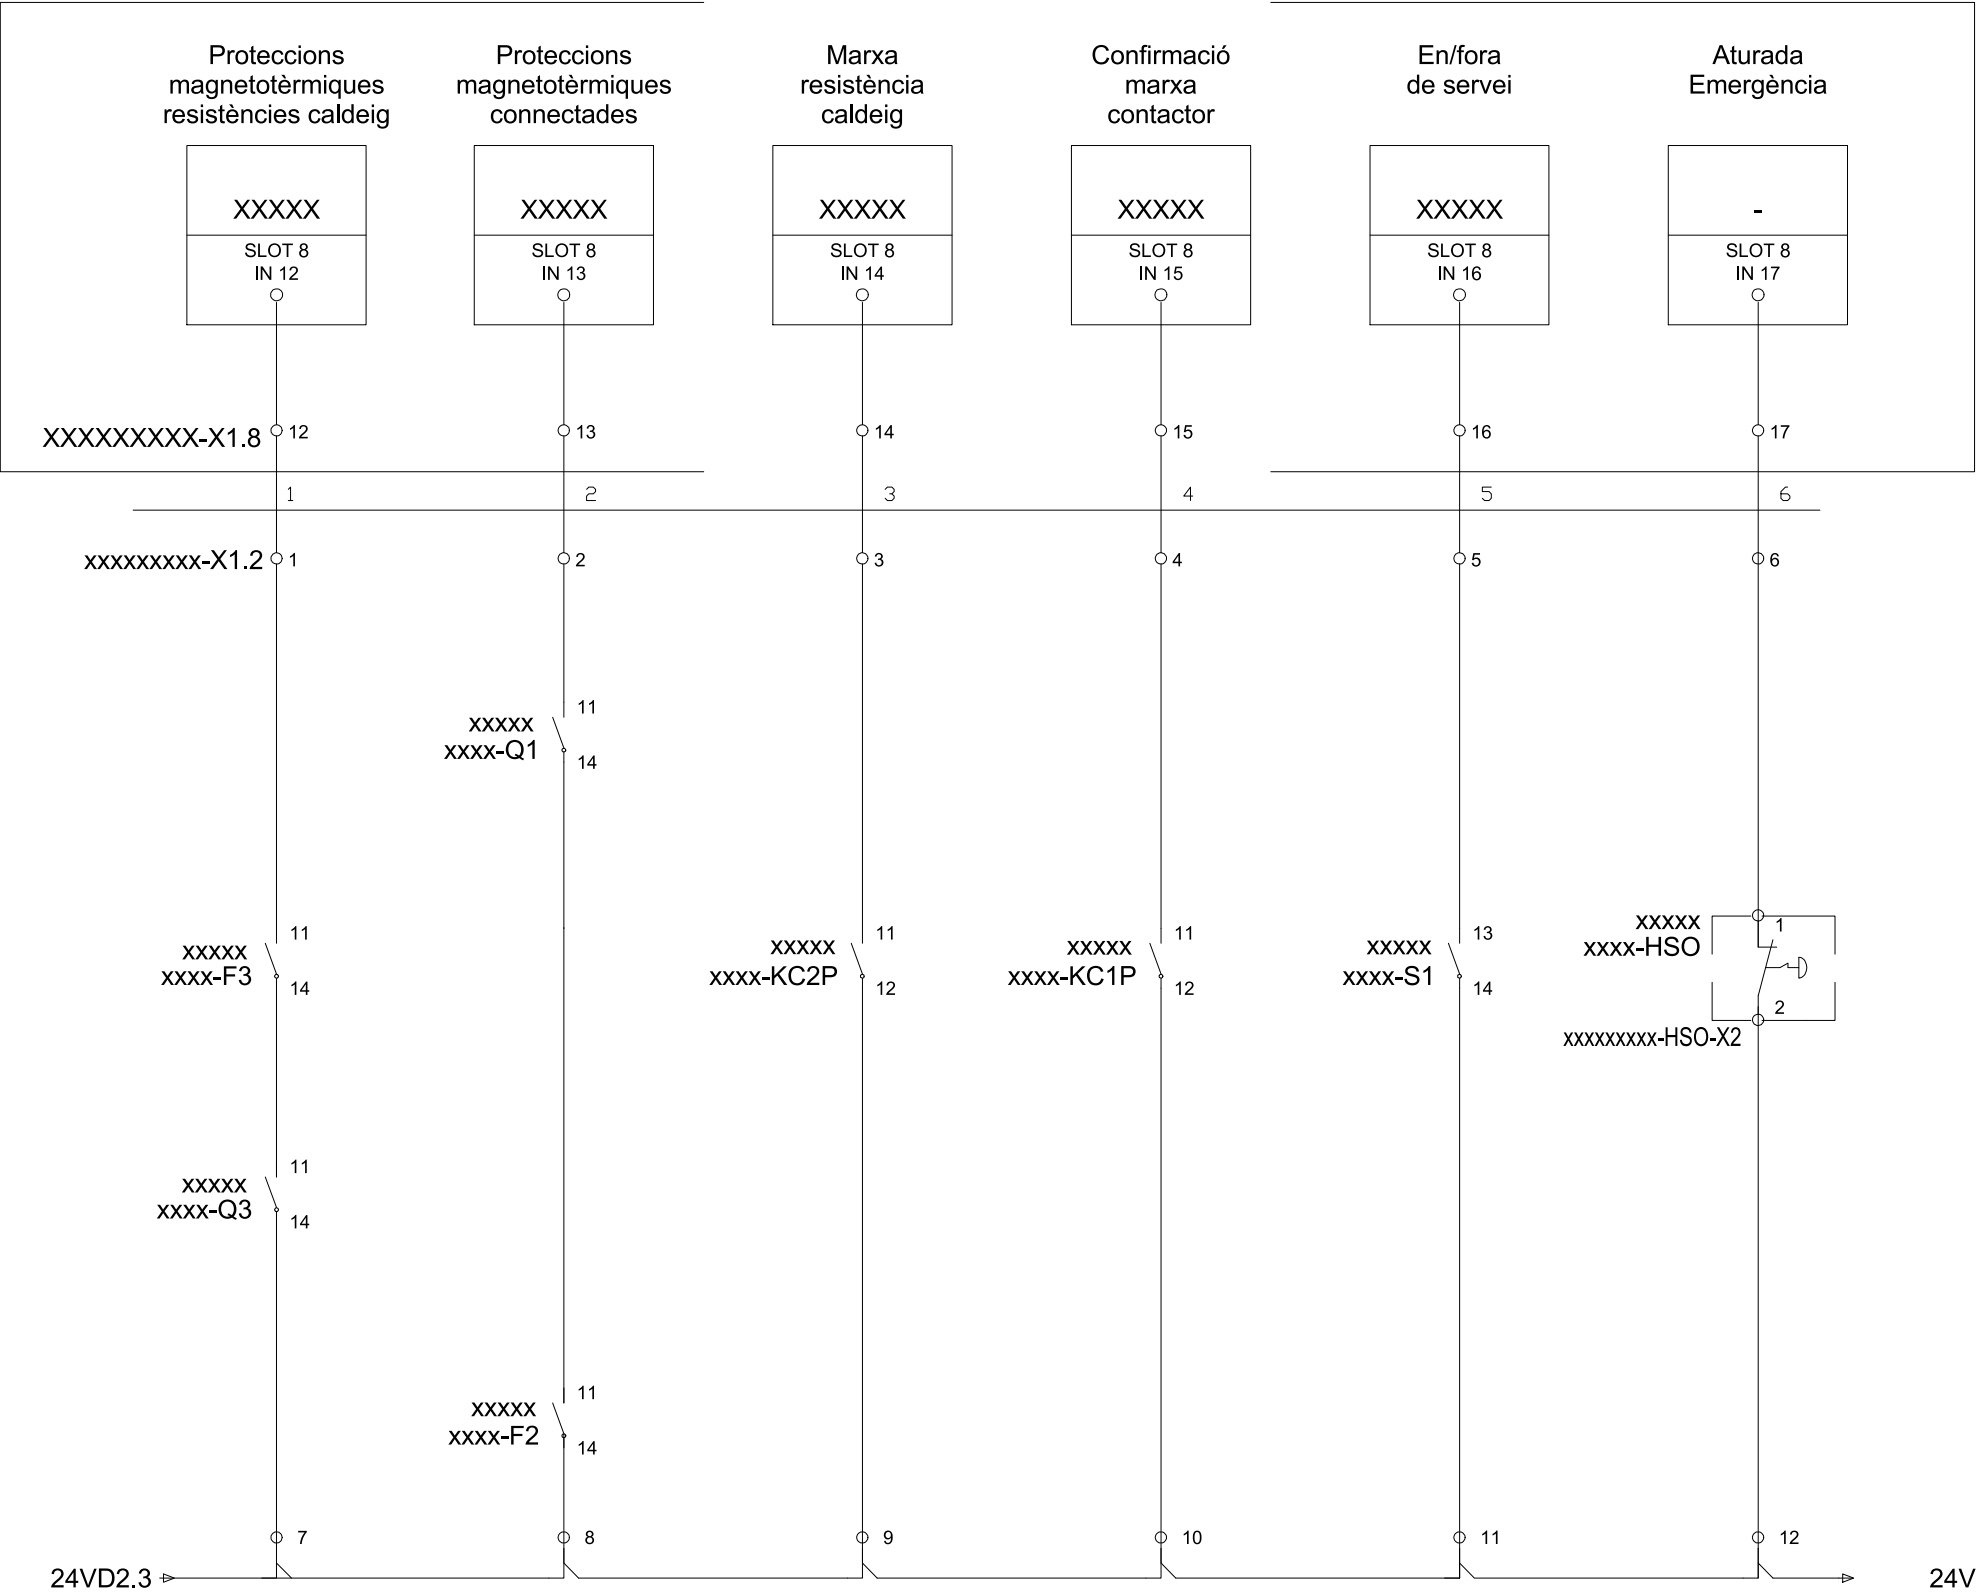 Proteccions
magnetotèrmiques
resistències caldeig
Proteccions
magnetotèrmiques
connectades
Marxa
resistència
caldeig
Confirmació
marxa
contactor
En/fora
de servei
Aturada
Emergència
XXXXX
XXXXX
XXXXX
XXXXX
XXXXX
-
SLOT 8
IN 12
SLOT 8
IN 13
SLOT 8
IN 14
SLOT 8
IN 15
SLOT 8
IN 16
SLOT 8
IN 17
XXXXXXXXX-X1.8
12
13
14
15
16
17
1
2
3
4
5
6
xxxxxxxxx-X1.2
1
2
3
4
5
6
11
xxxxx
xxxx-Q1
14
11
xxxxx
xxxx-F3
14
11
xxxxx
xxxx-KC2P
12
11
xxxxx
xxxx-KC1P
12
13
xxxxx
xxxx-S1
14
xxxxx
xxxx-HSO
1
2
xxxxxxxxx-HSO-X2
11
xxxxx
xxxx-Q3
14
11
xxxxx
xxxx-F2
14
7
8
9
10
11
12
24VD2.3
24V